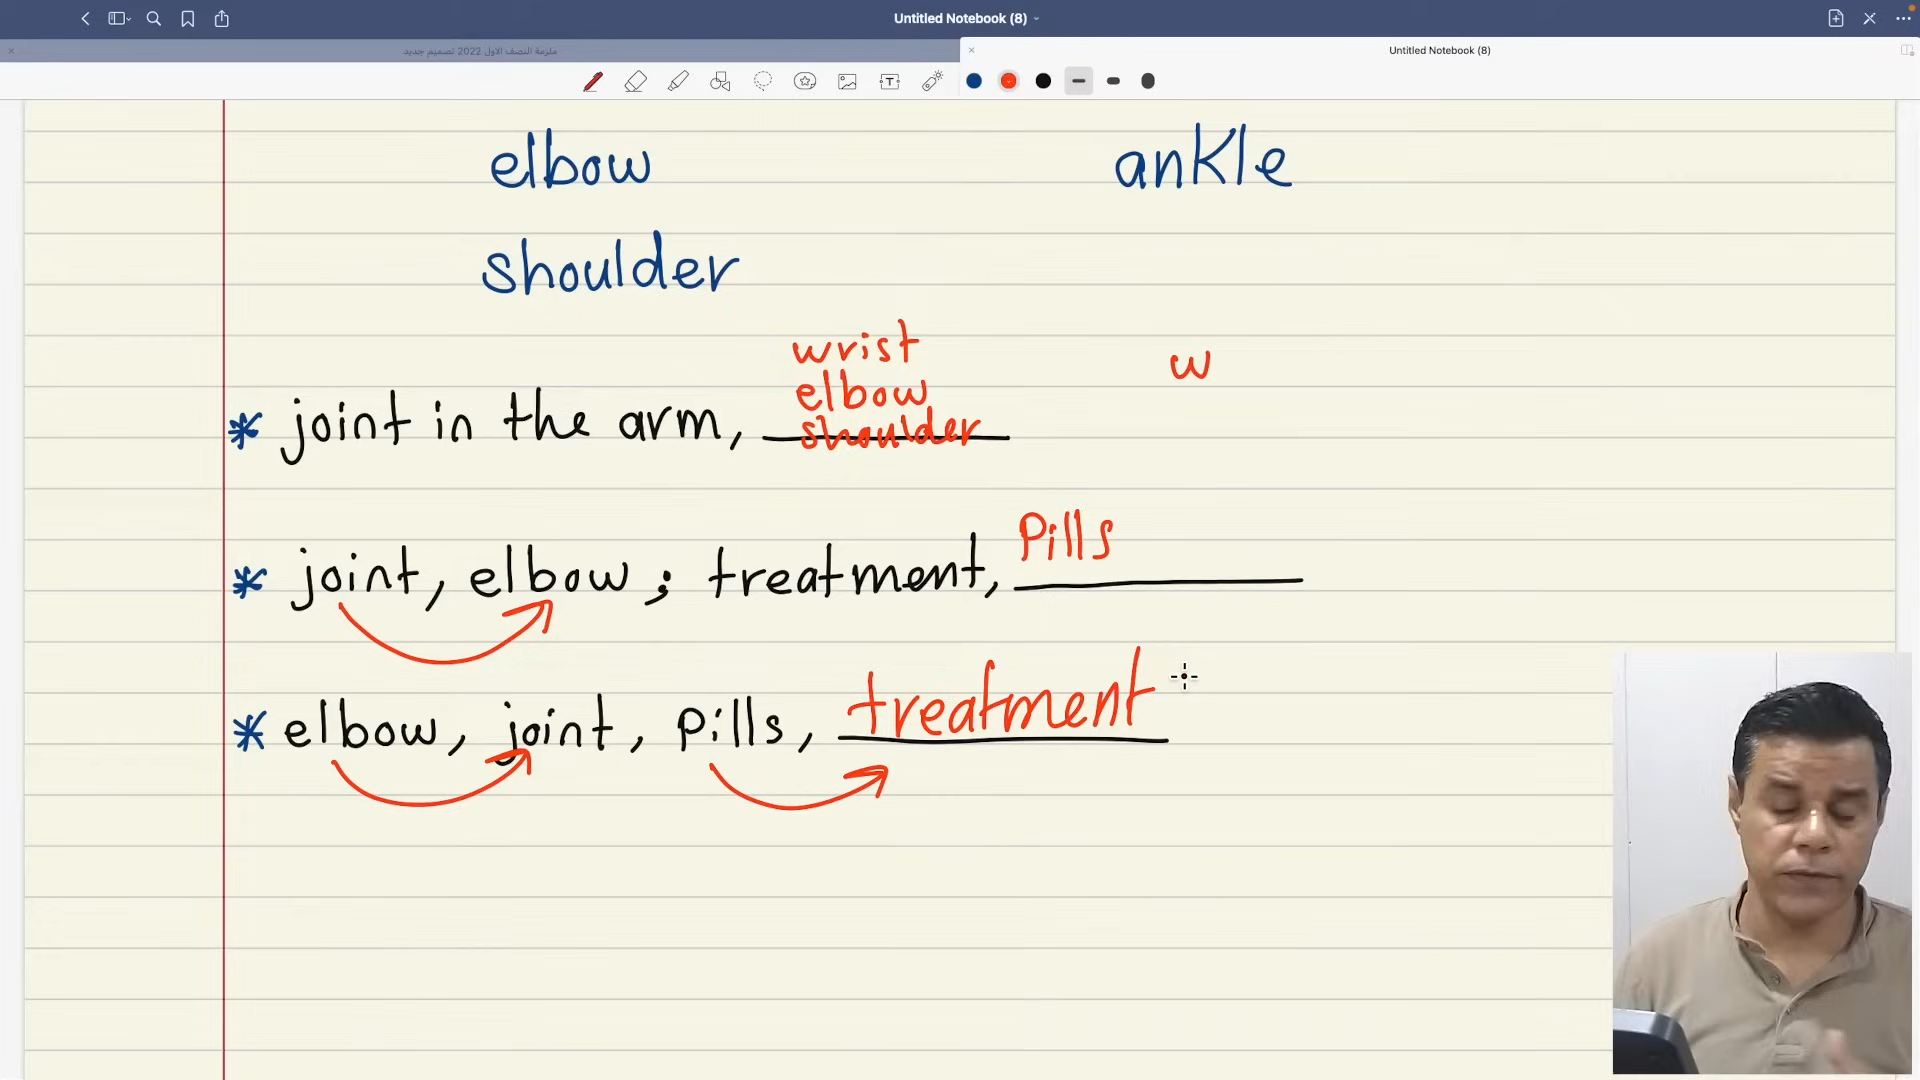 Untitled Notebook (8)
ملزمة النصف الاول 2022 تصميم جديد
Untitled Notebook (8)
elbow
ankle
shoulder
wrist
w
elbow
shoulder
* joint in the arm,
Pills
* joint, elbow; treatment,
treatment
* elbow, joint, Pills,